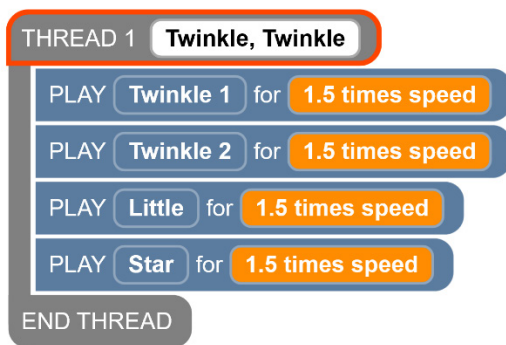 THREAD 1 Twinkle, Twinkle
PLAY Twinkle 1 for 1.5 times speed
PLAY Twinkle 2 for 1.5 times speed
PLAY Little for 1.5 times speed
PLAY Star for 1.5 times speed
END THREAD